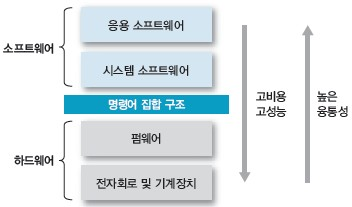 소프트웨어
응용 소프트웨어
시스템 소프트웨어
명령어 집합 구조
하드웨어
펌웨어
전자회로 및 기계장치
고비용
고성능
높은
융통성